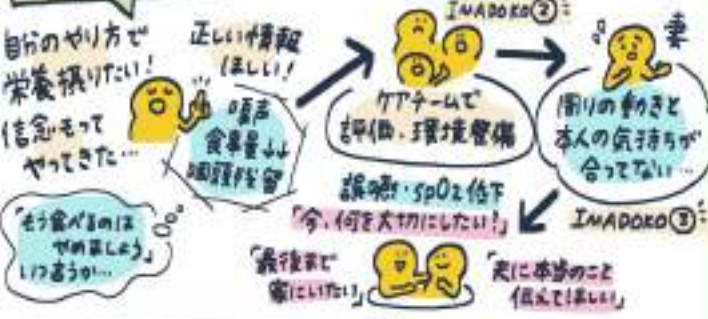 自分のやり方で
栄養摂りたい!
信念もって
やってきた…
正しい情報
ほしい!
嗄声
食事量↓↓
咽頭残留
「もう食べるのは
やめましょう」
いつ言うか…
INADOKO②
ケアチームで
評価・環境整備
妻
周りの動きと
本人の気持ちが
合ってない…
INADOKO③
誤嚥・SpO2低下
「今、何を大切にしたい!」
「最後まで
家にいたい」
「夫に本当のこと
伝えてほしい」